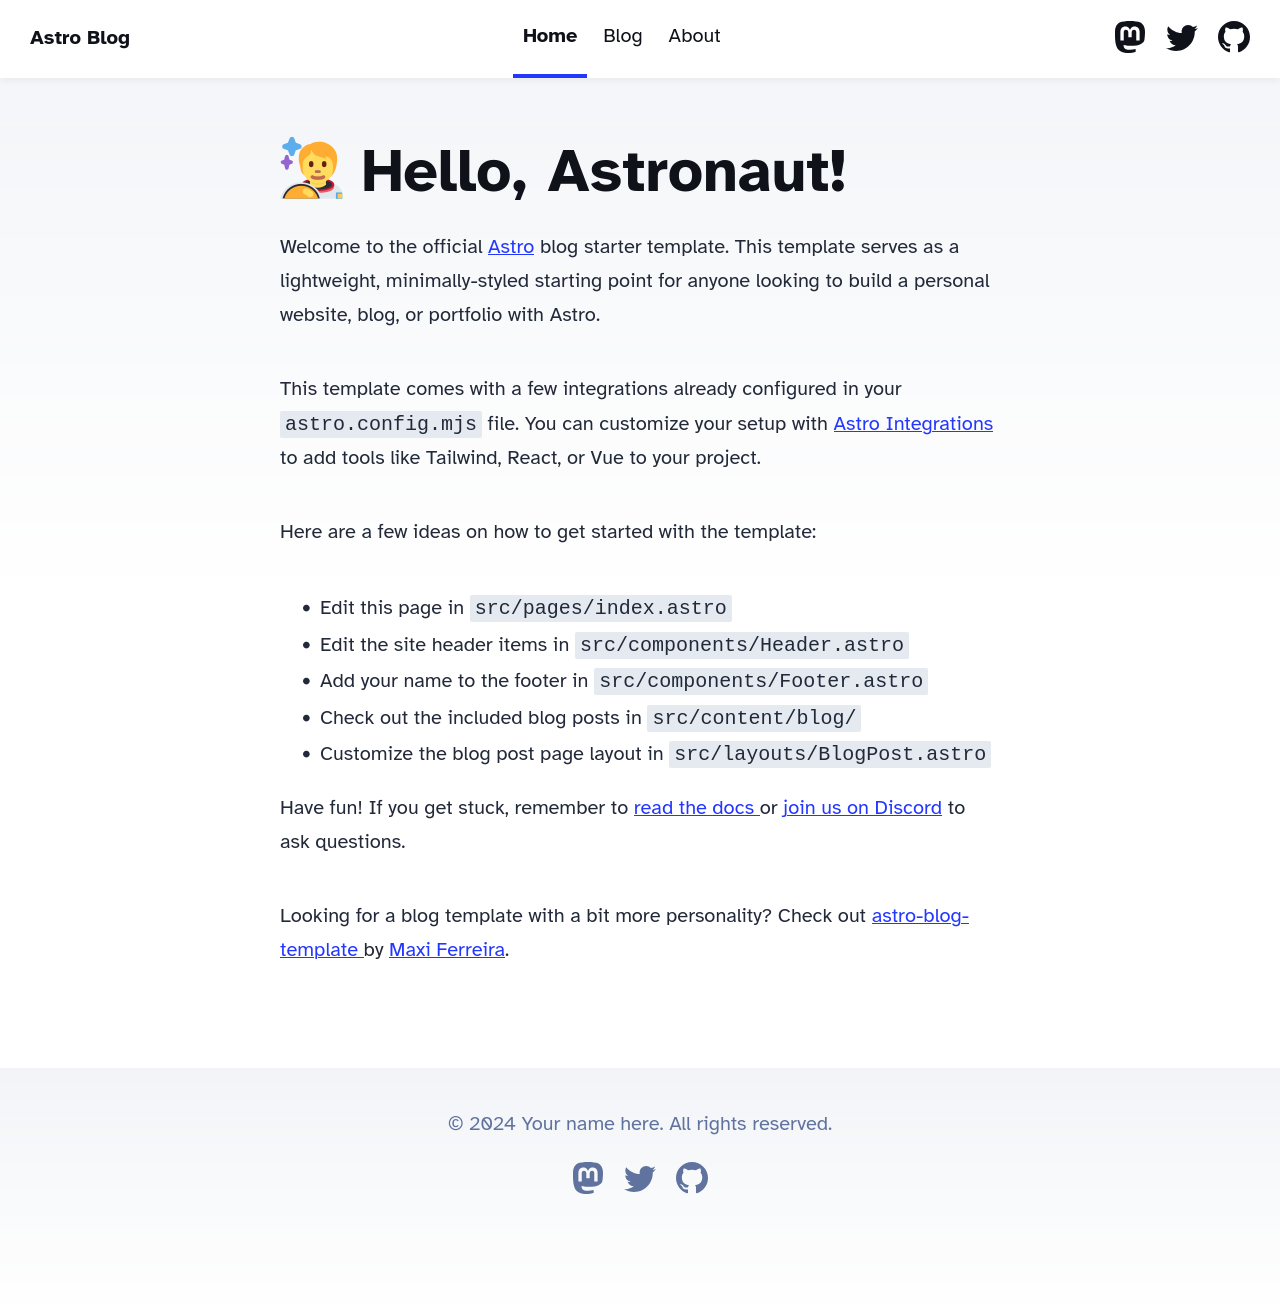 Astro Blog
Home Blog About
Hello, Astronaut!
Welcome to the official Astro blog starter template. This template serves as a
lightweight, minimally-styled starting point for anyone looking to build a personal
website, blog, or portfolio with Astro.
This template comes with a few integrations already configured in your
astro.config.mjs file. You can customize your setup with Astro Integrations
to add tools like Tailwind, React, or Vue to your project.
Here are a few ideas on how to get started with the template:
• Edit this page in src/pages/index.astro
• Edit the site header items in src/components/Header.astro
• Add your name to the footer in src/components/Footer.astro
• Check out the included blog posts in src/content/blog/
• Customize the blog post page layout in src/layouts/BlogPost.astro
Have fun! If you get stuck, remember to read the docs or join us on Discord to
ask questions.
Looking for a blog template with a bit more personality? Check out astro-blog-
template by Maxi Ferreira.
© 2024 Your name here. All rights reserved.